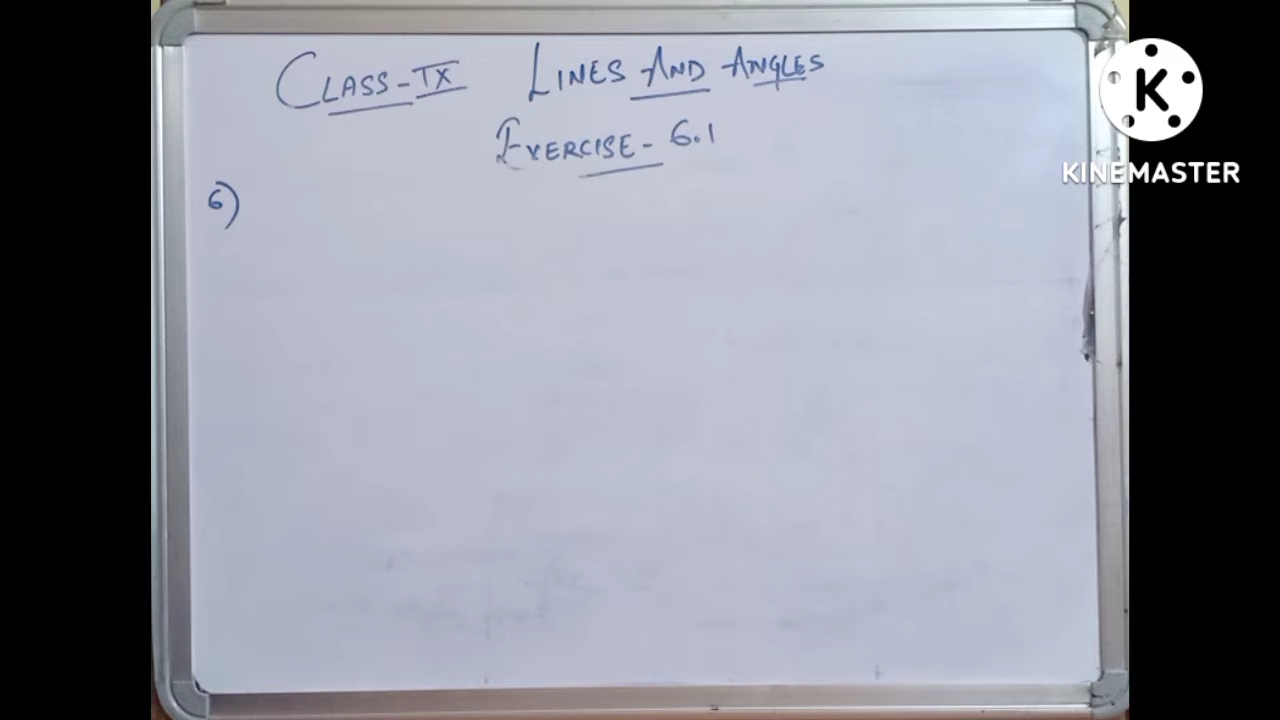 CLASS-IX LINES AND ANGLES
EXERCISE- 6.1
6)
K
KINEMASTER